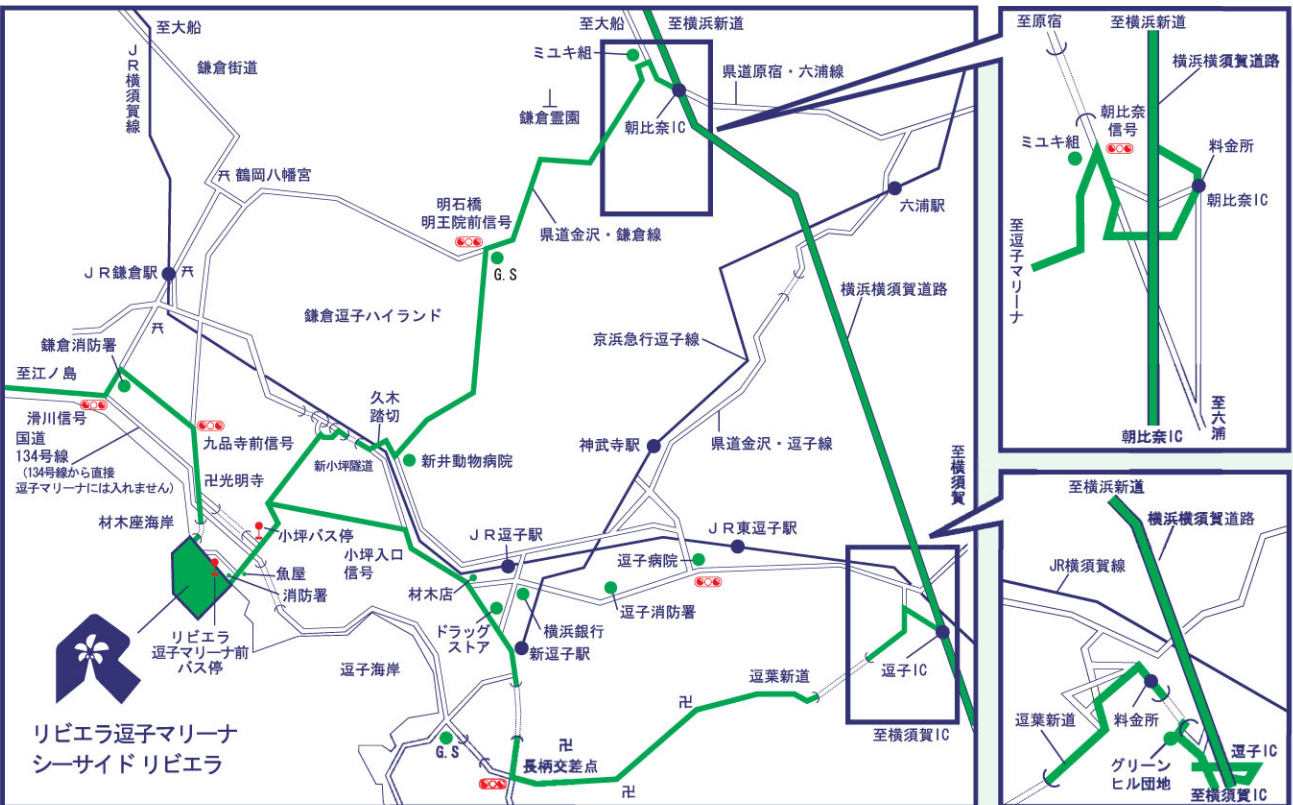 至大船
JR横須賀線
鎌倉街道
至大船
至横浜新道
ミユキ組
県道原宿・六浦線
鎌倉霊園
朝比奈IC
鶴岡八幡宮
明石橋
明王院前信号
六浦駅
県道金沢・鎌倉線
G.S
JR鎌倉駅
横浜横須賀道路
鎌倉逗子ハイランド
京浜急行逗子線
鎌倉消防署
至江ノ島
滑川信号
国道
134号線
(134号線から直接
逗子マリーナには入れません)
九品寺前信号
久木
踏切
新小坪隧道
新井動物病院
神武寺駅
県道金沢・逗子線
至横須賀
卍光明寺
材木座海岸
小坪バス停
小坪入口
信号
JR逗子駅
JR東逗子駅
逗子病院
魚屋
消防署
材木店
ドラッグ
ストア
横浜銀行
逗子消防署
新逗子駅
リビエラ
逗子マリーナ前
バス停
逗子海岸
逗葉新道
逗子IC
卍
卍
卍
至横須賀IC
G.S
長柄交差点
リビエラ逗子マリーナ
シーサイド リビエラ
至原宿
至横浜新道
横浜横須賀道路
朝比奈
信号
ミユキ組
料金所
朝比奈IC
至逗子マリーナ
至六浦
朝比奈IC
至横浜新道
横浜横須賀道路
JR横須賀線
逗葉新道
料金所
グリーン
ヒル団地
逗子IC
至横須賀IC